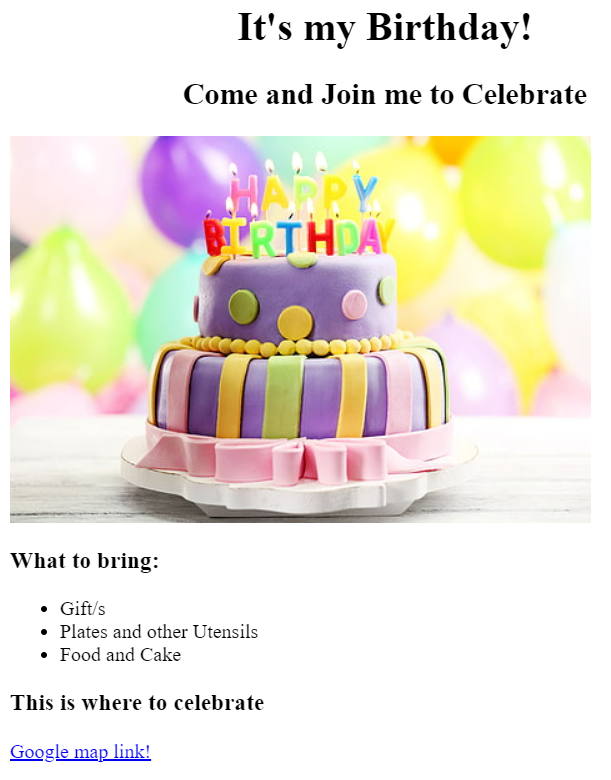 It's my Birthday!
Come and Join me to Celebrate
HAPPY
BIRTHDAY
What to bring:
Gift/s
Plates and other Utensils
Food and Cake
This is where to celebrate
Google map link!